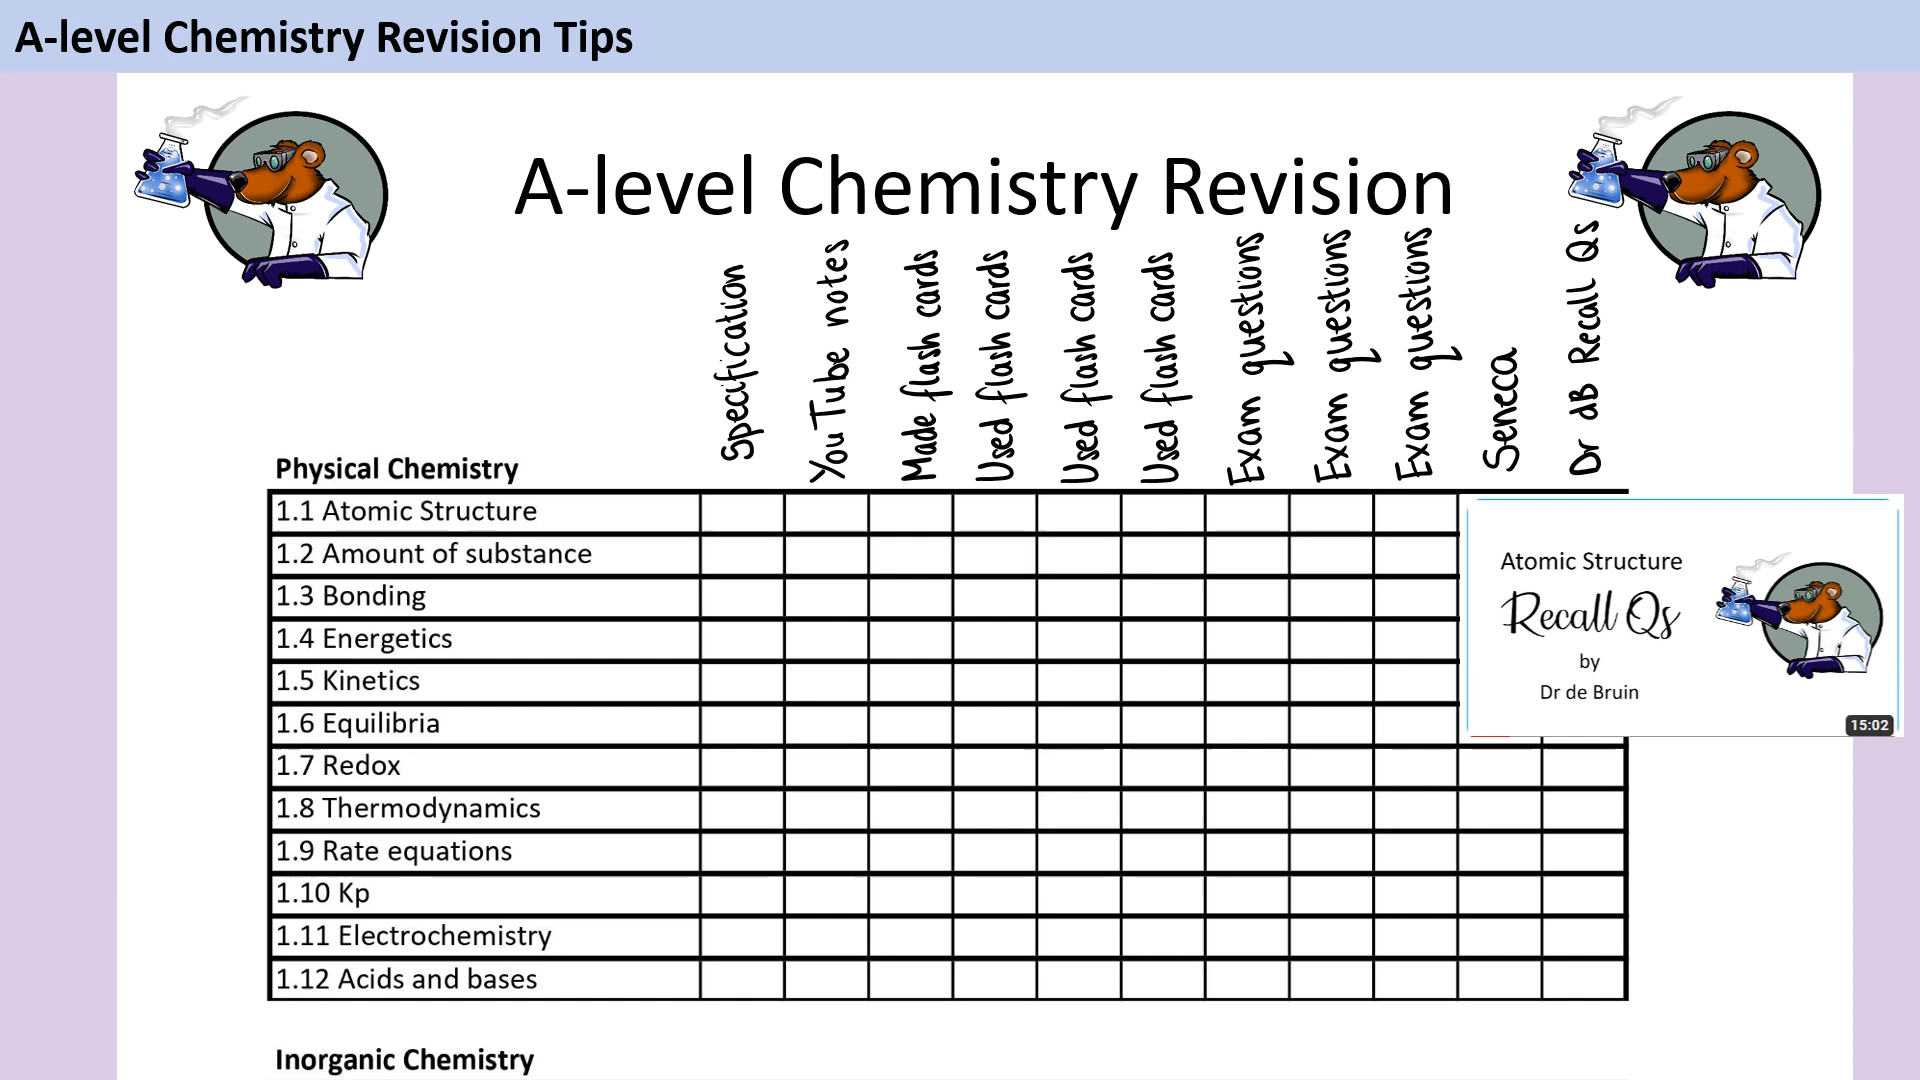 A-level Chemistry Revision Tips
A-level Chemistry Revision
Specification
YouTube notes
Made flash cards
Used flash cards
Used flash cards
Used flash cards
Exam questions
Exam questions
Exam questions
Seneca
Dr dB Recall Qs
Physical Chemistry
1.1 Atomic Structure
1.2 Amount of substance
1.3 Bonding
1.4 Energetics
1.5 Kinetics
1.6 Equilibria
1.7 Redox
1.8 Thermodynamics
1.9 Rate equations
1.10 Kp
1.11 Electrochemistry
1.12 Acids and bases
Atomic Structure
Recall Qs
by
Dr de Bruin
15:02
Inorganic Chemistry